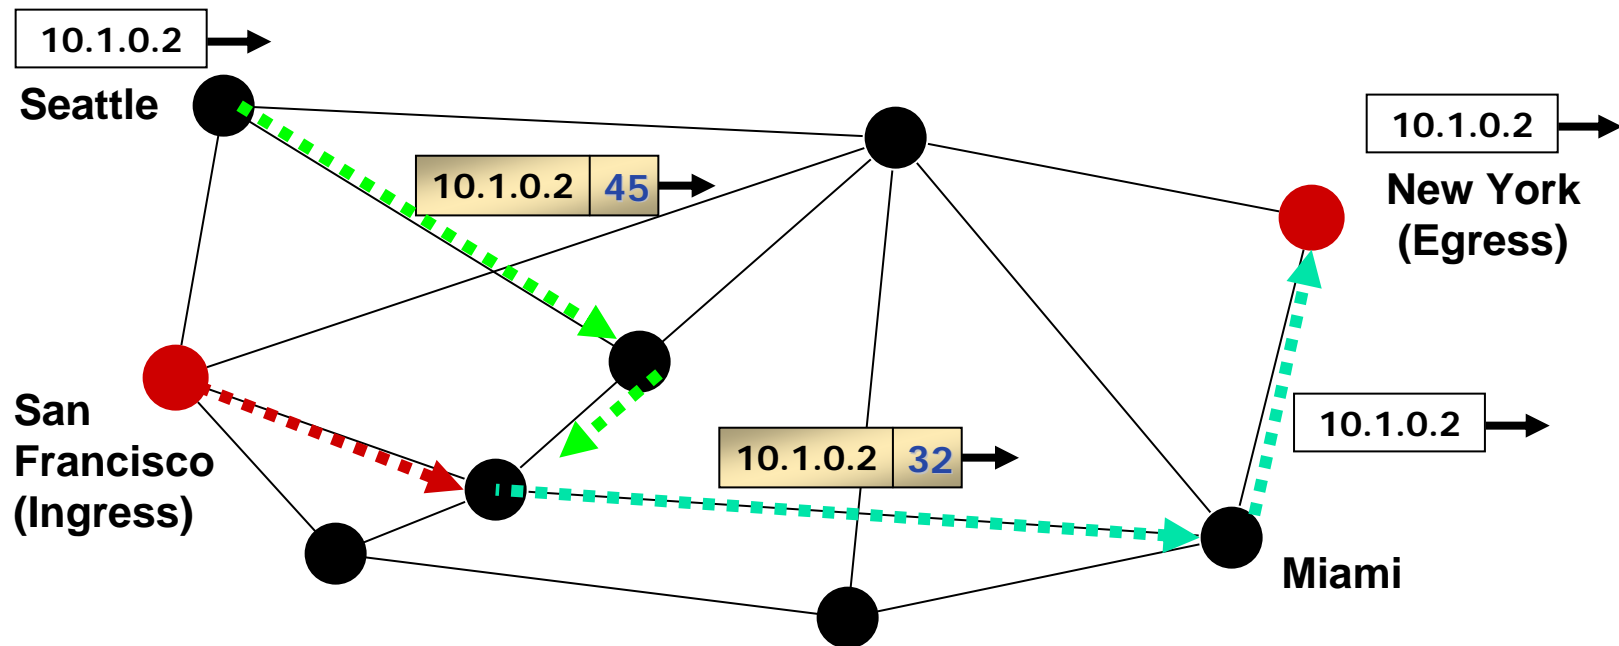 10.1.0.2
Seattle
10.1.0.2
New York
(Egress)
10.1.0.2 45
San
Francisco
(Ingress)
10.1.0.2 32
10.1.0.2
Miami